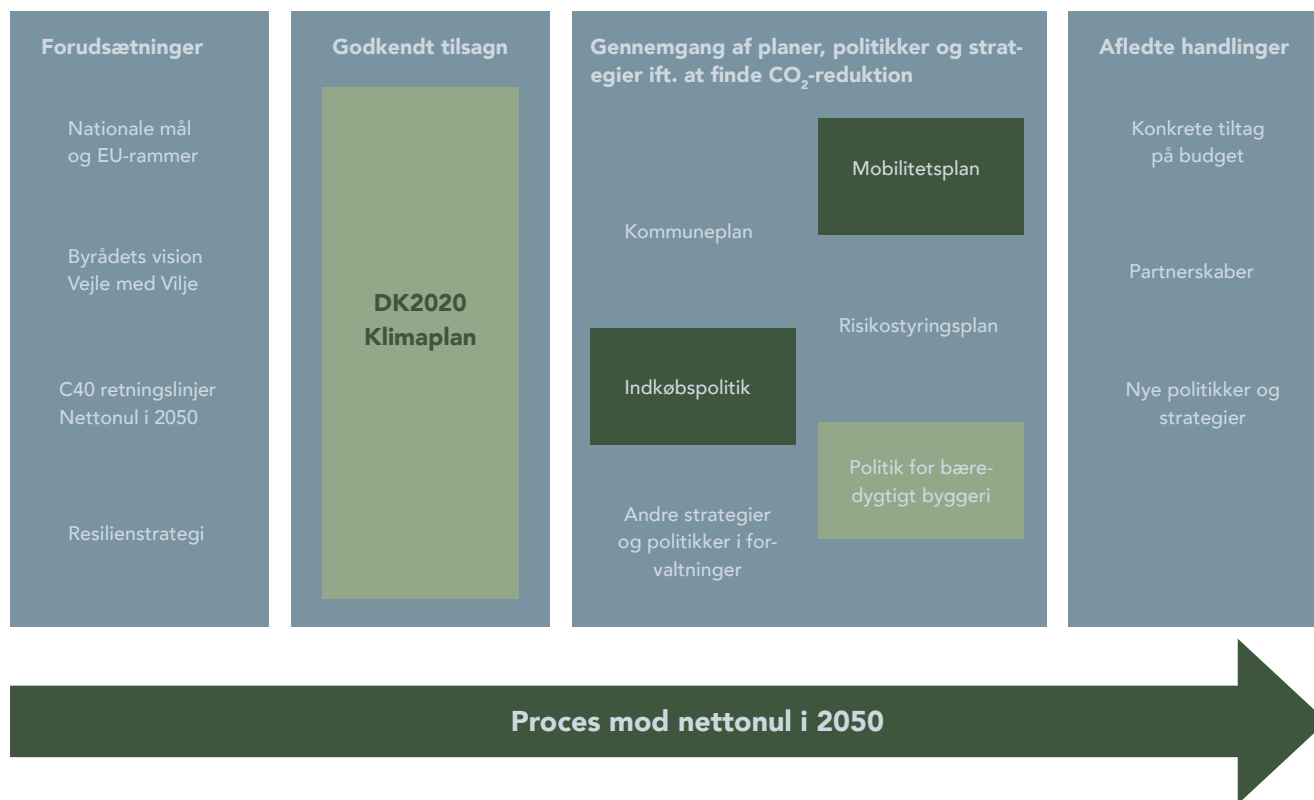 Forudsætninger
Nationale mål
og EU-rammer
Byrådets vision
Vejle med Vilje
C40 retningslinjer
Nettonul i 2050
Resilienstrategi
Godkendt tilsagn
DK2020
Klimaplan
Gennemgang af planer, politikker og strat-
egier ift. at finde CO₂-reduktion
Mobilitetsplan
Kommuneplan
Risikostyringsplan
Indkøbspolitik
Politik for bære-
dygtigt byggeri
Andre strategier
og politikker i for-
valtninger
Afledte handlinger
Konkrete tiltag
på budget
Partnerskaber
Nye politikker og
strategier
Proces mod nettonul i 2050